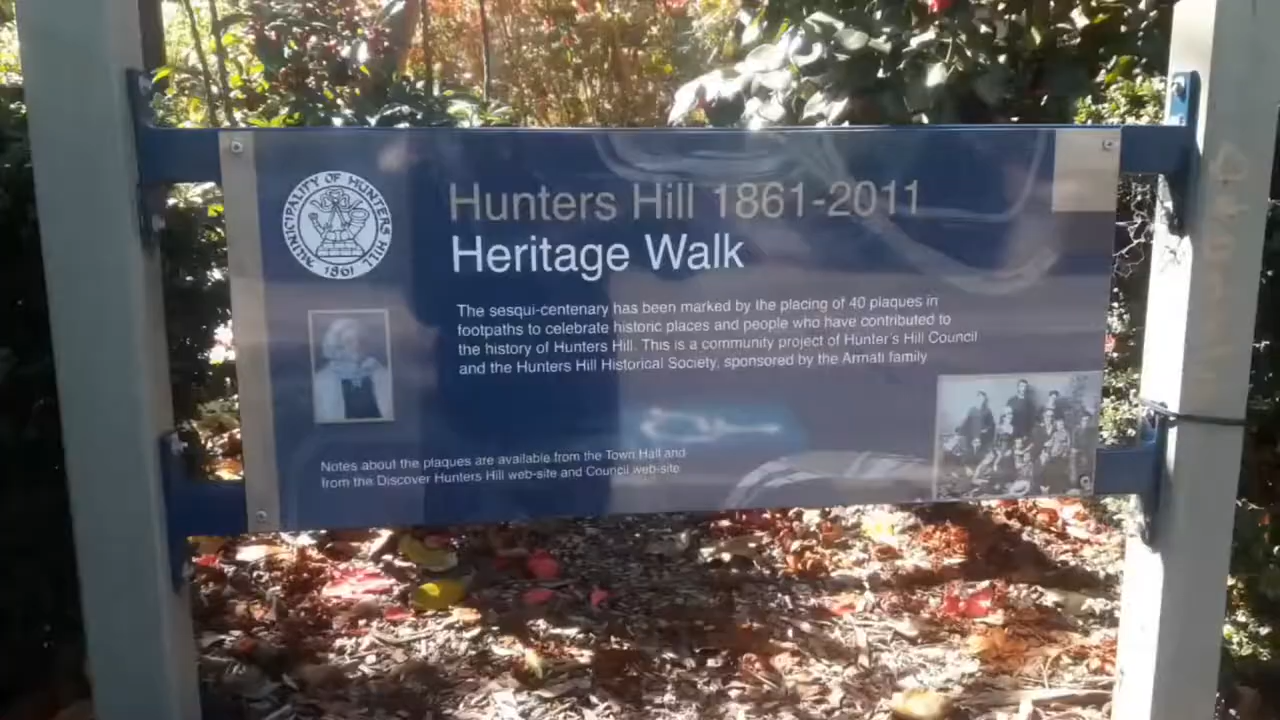 MUNICIPALITY OF HUNTERS HILL
1861
Hunters Hill 1861-2011
Heritage Walk
The sesqui-centenary has been marked by the placing of 40 plaques in
footpaths to celebrate historic places and people who have contributed to
the history of Hunters Hill. This is a community project of Hunter's Hill Council
and the Hunters Hill Historical Society, sponsored by the Armati family
Notes about the plaques are available from the Town Hall and
from the Discover Hunters Hill web-site and Council web-site